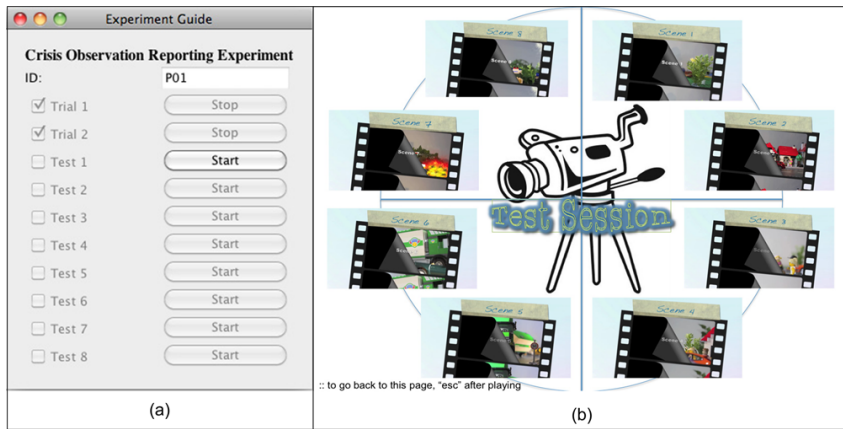 Experiment Guide
Crisis Observation Reporting Experiment
ID: P01
Trial 1 Stop
Trial 2 Stop
Test 1 Start
Test 2 Start
Test 3 Start
Test 4 Start
Test 5 Start
Test 6 Start
Test 7 Start
Test 8 Start
(a)
Scene 8
Scene 1
Scene 7
Scene 2
Test Session
Scene 6
Scene 3
Scene 5
Scene 4
:: to go back to this page, "esc" after playing
(b)